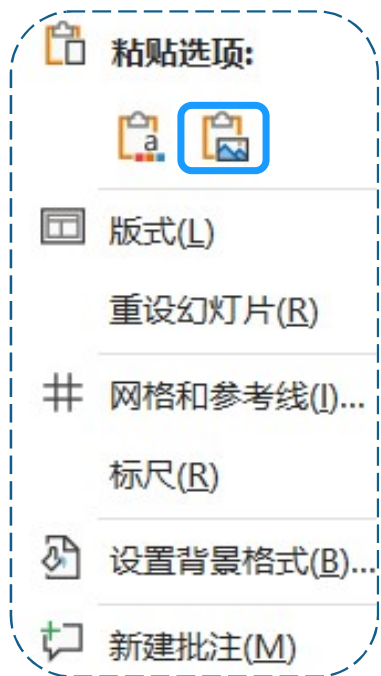 粘贴选项:
a
版式(L)
重设幻灯片(R)
网格和参考线(I)...
标尺(R)
设置背景格式(B)...
新建批注(M)